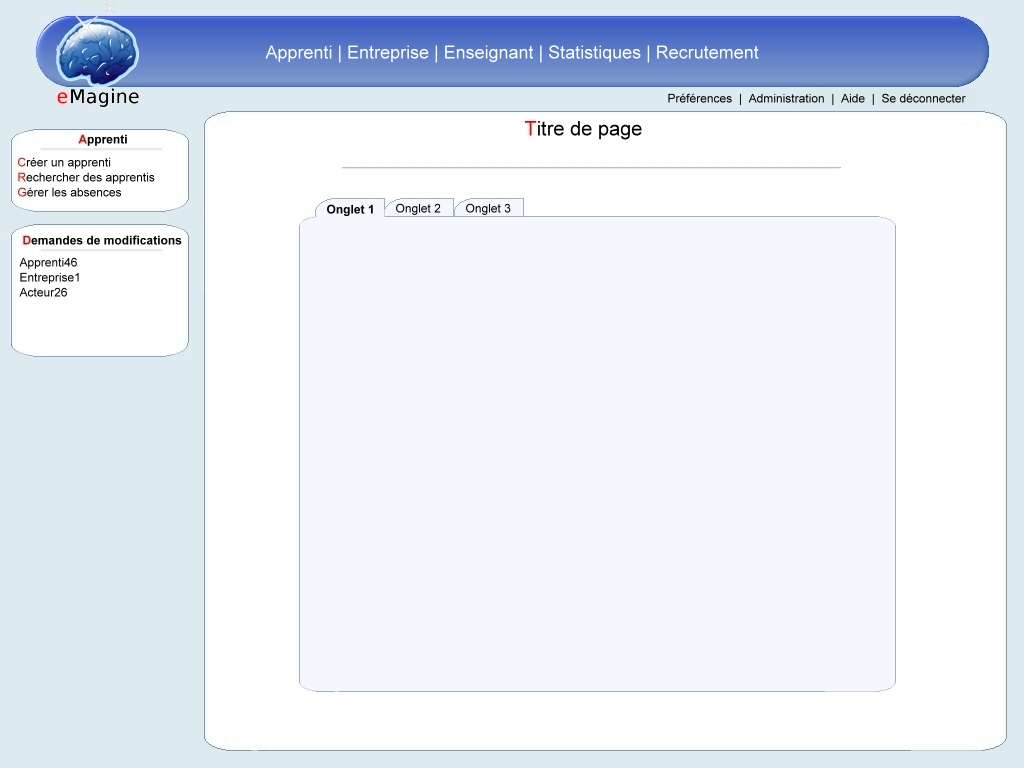 Apprenti | Entreprise | Enseignant | Statistiques | Recrutement
eMagine
Préférences | Administration | Aide | Se déconnecter
Apprenti
Créer un apprenti
Rechercher des apprentis
Gérer les absences
Demandes de modifications
Apprenti46
Entreprise1
Acteur26
Titre de page
Onglet 1 Onglet 2 Onglet 3